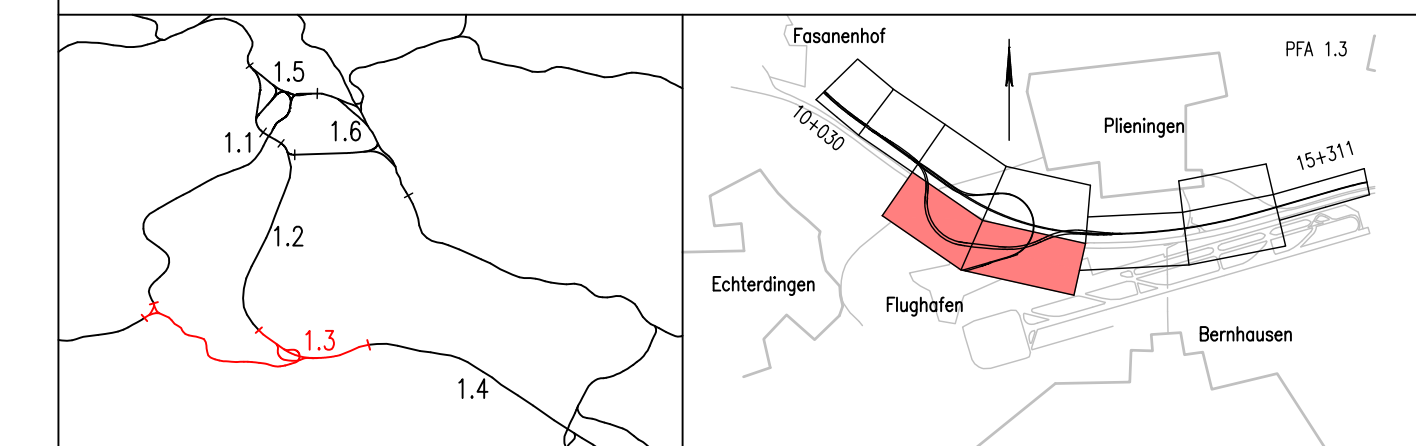 1.5
1.6
1.1
1.2
1.3
1.4
Fasanenhof
PFA 1.3
10+030
Plieningen
15+311
Echterdingen
Flughafen
Bernhausen